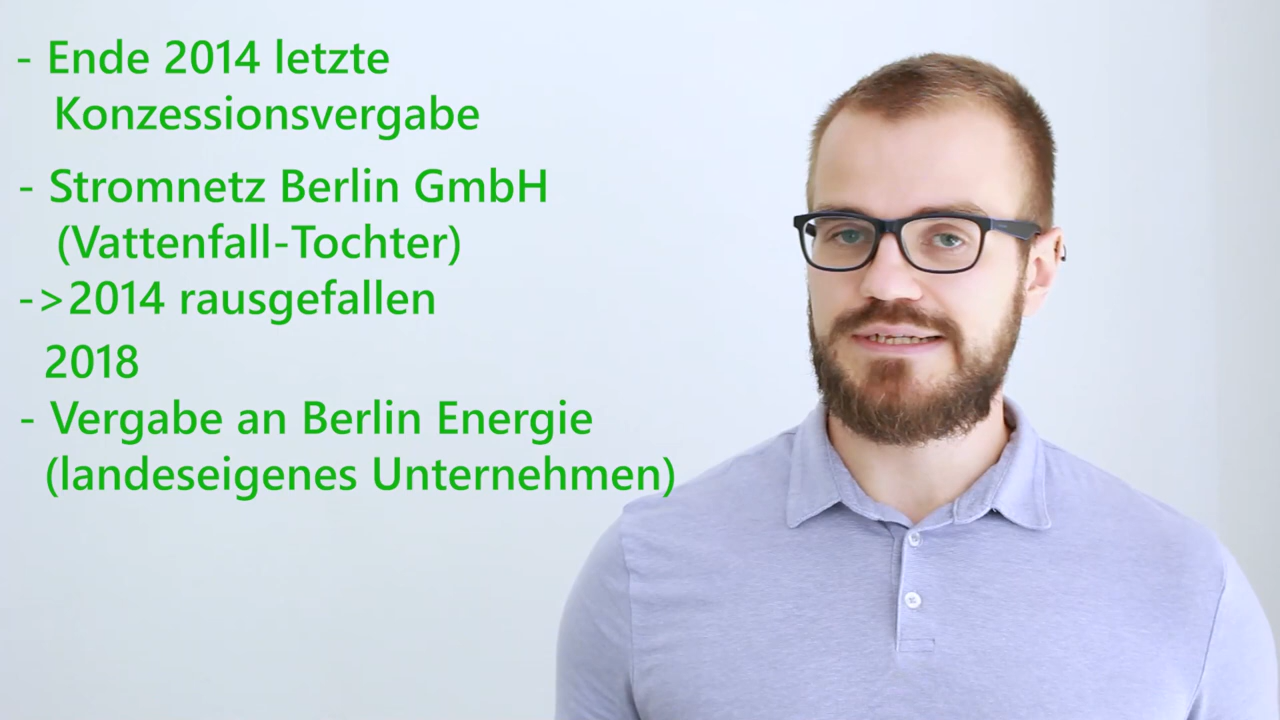 - Ende 2014 letzte
Konzessionsvergabe
- Stromnetz Berlin GmbH
(Vattenfall-Tochter)
->2014 rausgefallen
2018
- Vergabe an Berlin Energie
(landeseigenes Unternehmen)